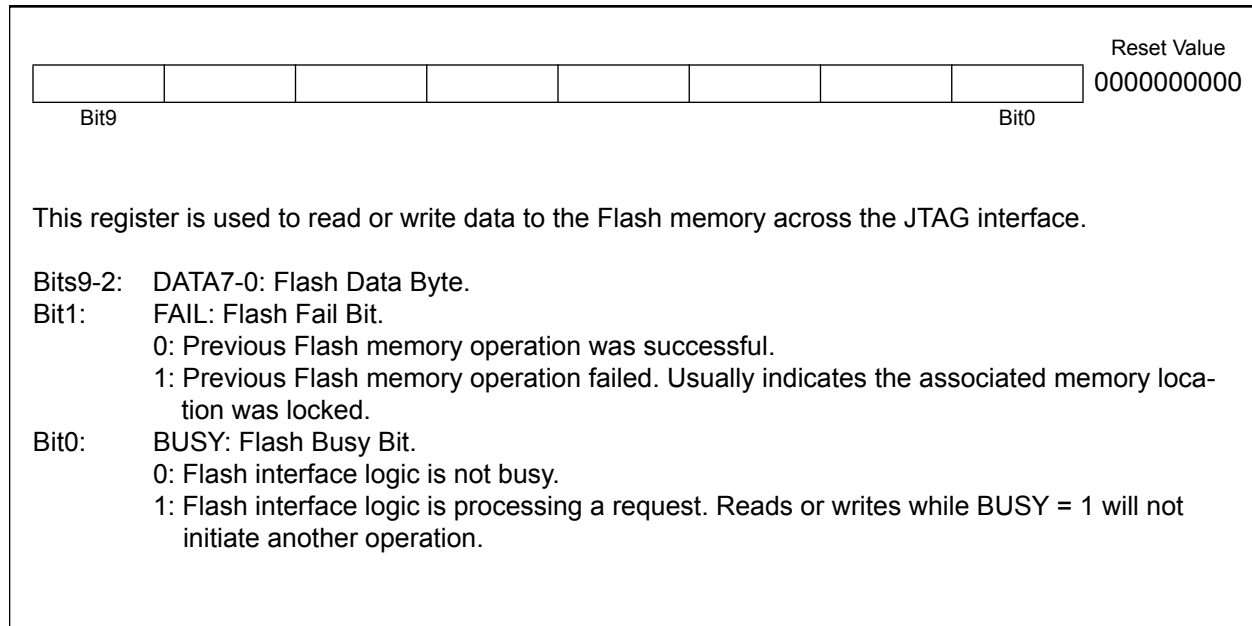 Reset Value
0000000000
Bit9 Bit0
This register is used to read or write data to the Flash memory across the JTAG interface.
Bits9-2: DATA7-0: Flash Data Byte.
Bit1: FAIL: Flash Fail Bit.
0: Previous Flash memory operation was successful.
1: Previous Flash memory operation failed. Usually indicates the associated memory loca-
tion was locked.
Bit0: BUSY: Flash Busy Bit.
0: Flash interface logic is not busy.
1: Flash interface logic is processing a request. Reads or writes while BUSY = 1 will not
initiate another operation.